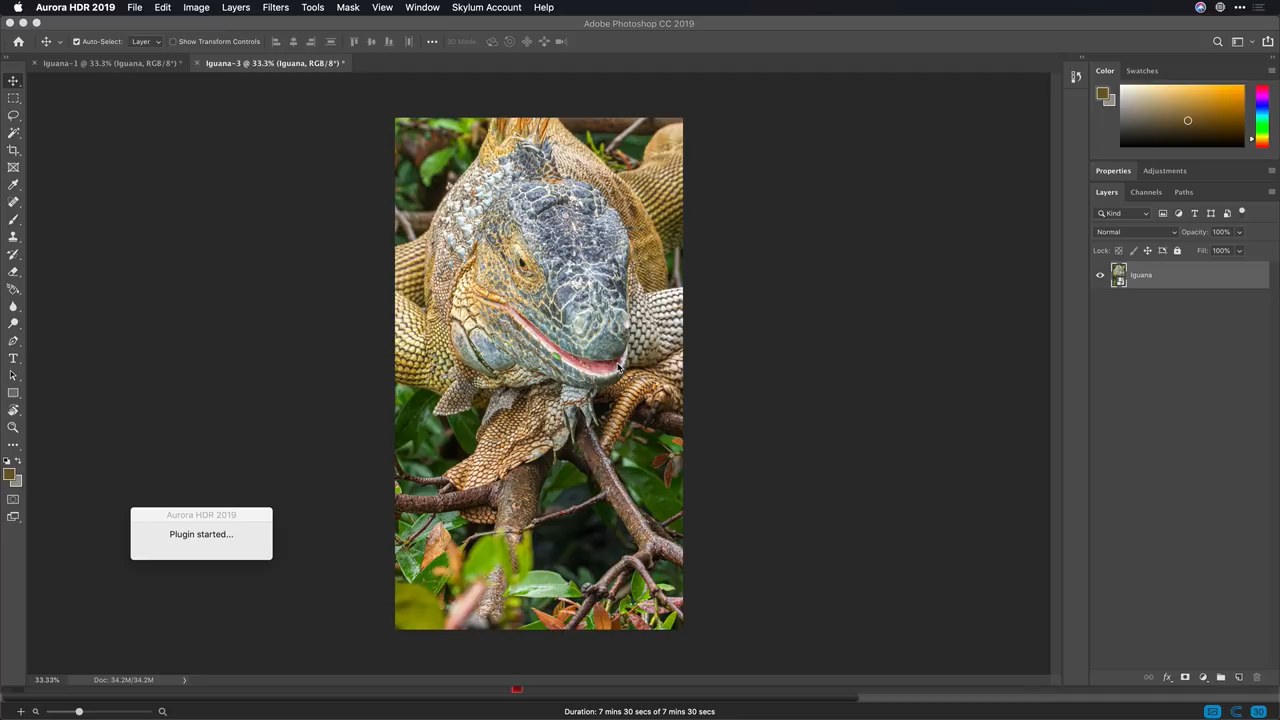 Aurora HDR 2019 File Edit Image Layers Filters Tools Mask View Window Skylum Account Help
Adobe Photoshop CC 2019
Auto-Select: Layer Show Transform Controls 3D Mode:
Iguana-1 @ 33.3% (Iguana, RGB/8*) * Iguana-3 @ 33.3% (Iguana, RGB/8*) *
Color Swatches
Properties Adjustments
Layers Channels Paths
Kind
Normal Opacity: 100%
Lock: Fill: 100%
Iguana
Aurora HDR 2019
Plugin started...
33.33% Doc: 34.2M/34.2M
Duration: 7 mins 30 secs of 7 mins 30 secs
30